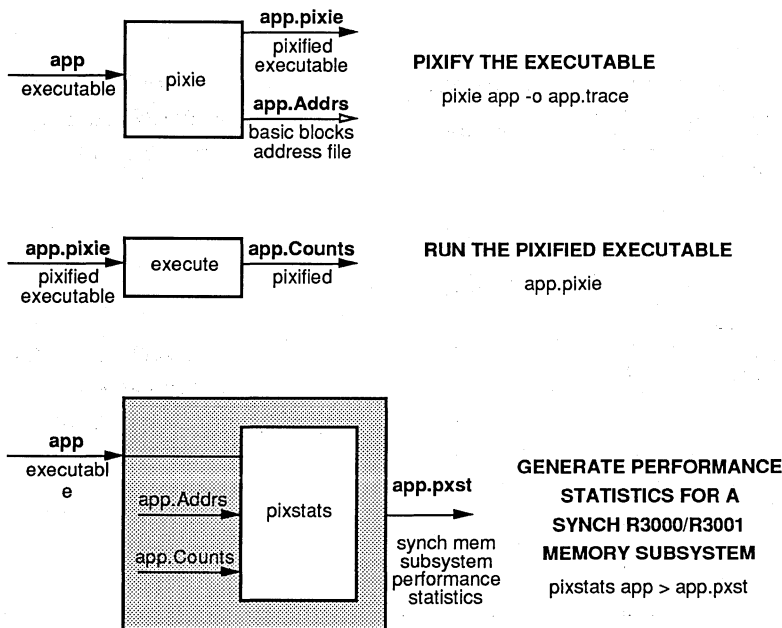 app
executable
pixie
app.pixie
pixified
executable
app.Addrs
basic blocks
address file
PIXIFY THE EXECUTABLE
pixie app -o app.trace
app.pixie
pixified
executable
execute
app.Counts
pixified
RUN THE PIXIFIED EXECUTABLE
app.pixie
app
executabl
e
app.Addrs
app.Counts
pixstats
app.pxst
synch mem
subsystem
performance
statistics
GENERATE PERFORMANCE
STATISTICS FOR A
SYNCH R3000/R3001
MEMORY SUBSYSTEM
pixstats app > app.pxst